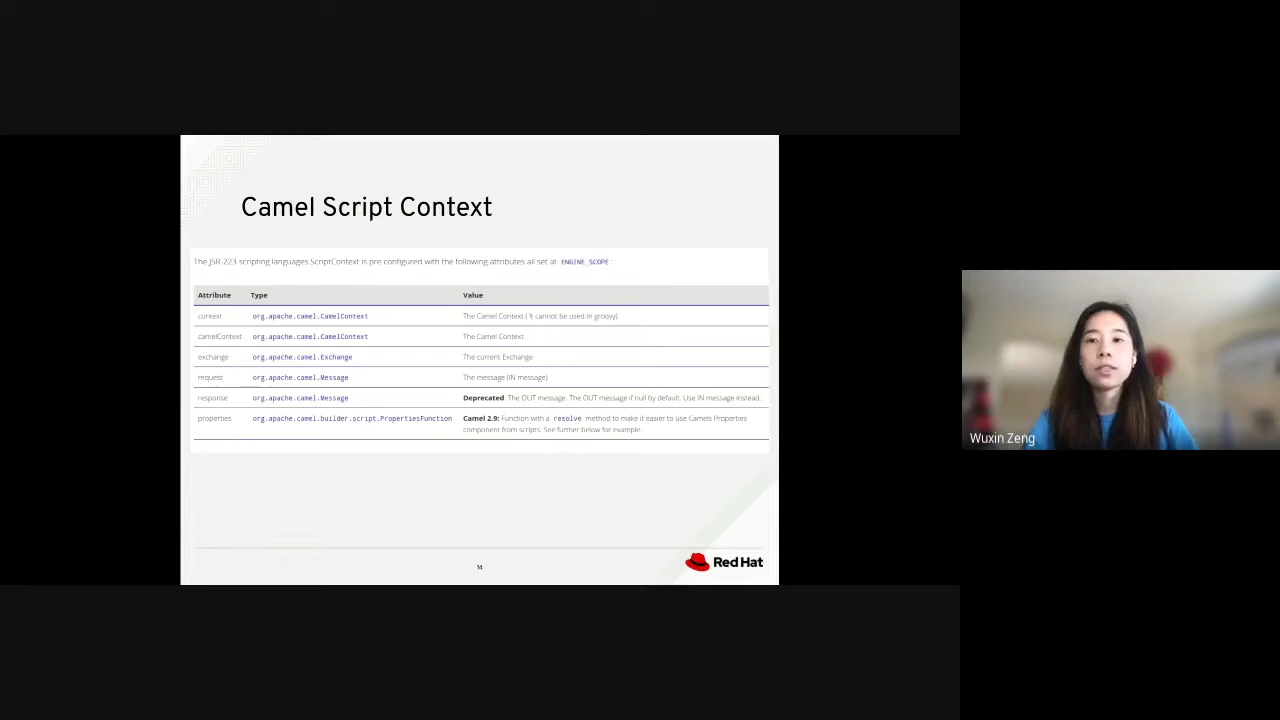 Camel Script Context
The JSR-223 scripting languages ScriptContext is pre configured with the following attributes all set at ENGINE_SCOPE:
Attribute Type Value
context org.apache.camel.CamelContext The Camel Context ( It cannot be used in groovy)
camelContext org.apache.camel.CamelContext The Camel Context
exchange org.apache.camel.Exchange The current Exchange
request org.apache.camel.Message The message (IN message)
response org.apache.camel.Message Deprecated The OUT message. The OUT message if null by default. Use IN message instead.
properties org.apache.camel.builder.script.PropertiesFunction Camel 2.9: Function with a resolve method to make it easier to use Camels Properties
component from scripts. See further below for example.
14
Red Hat
Wuxin Zeng